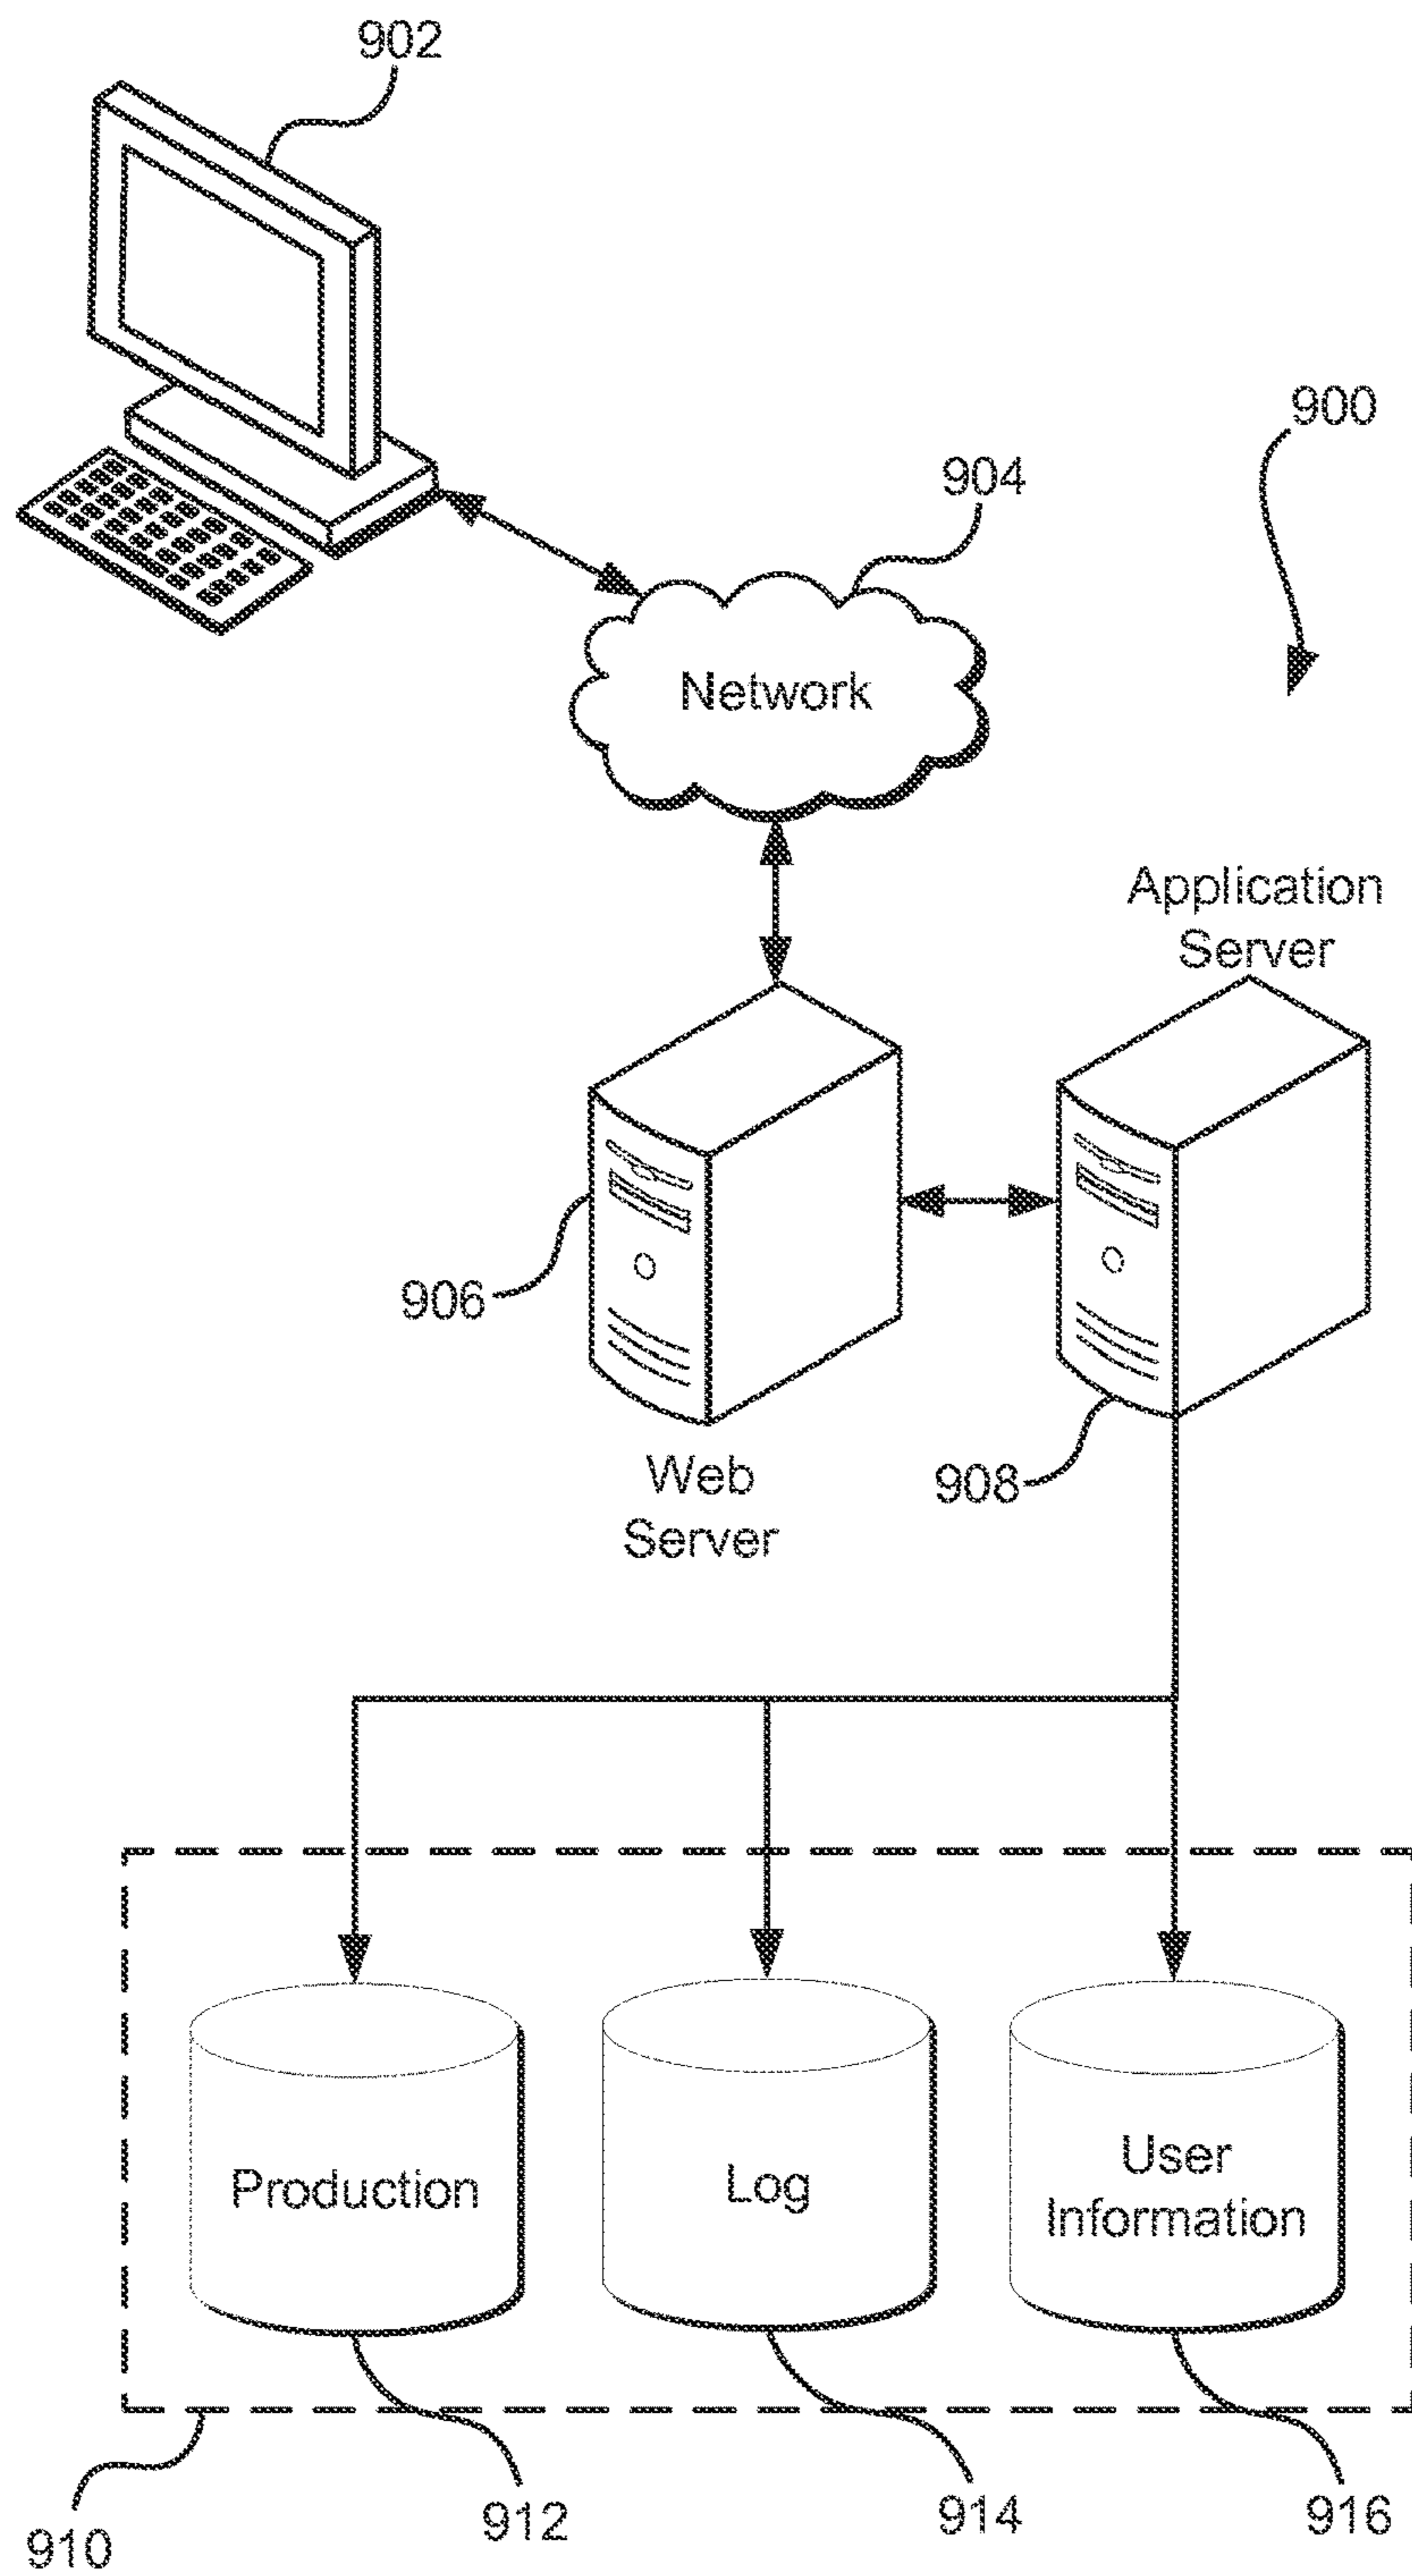 902
900
904
Network
Application
Server
906
Web
Server
908
Production
Log
User
Information
910
912
914
916